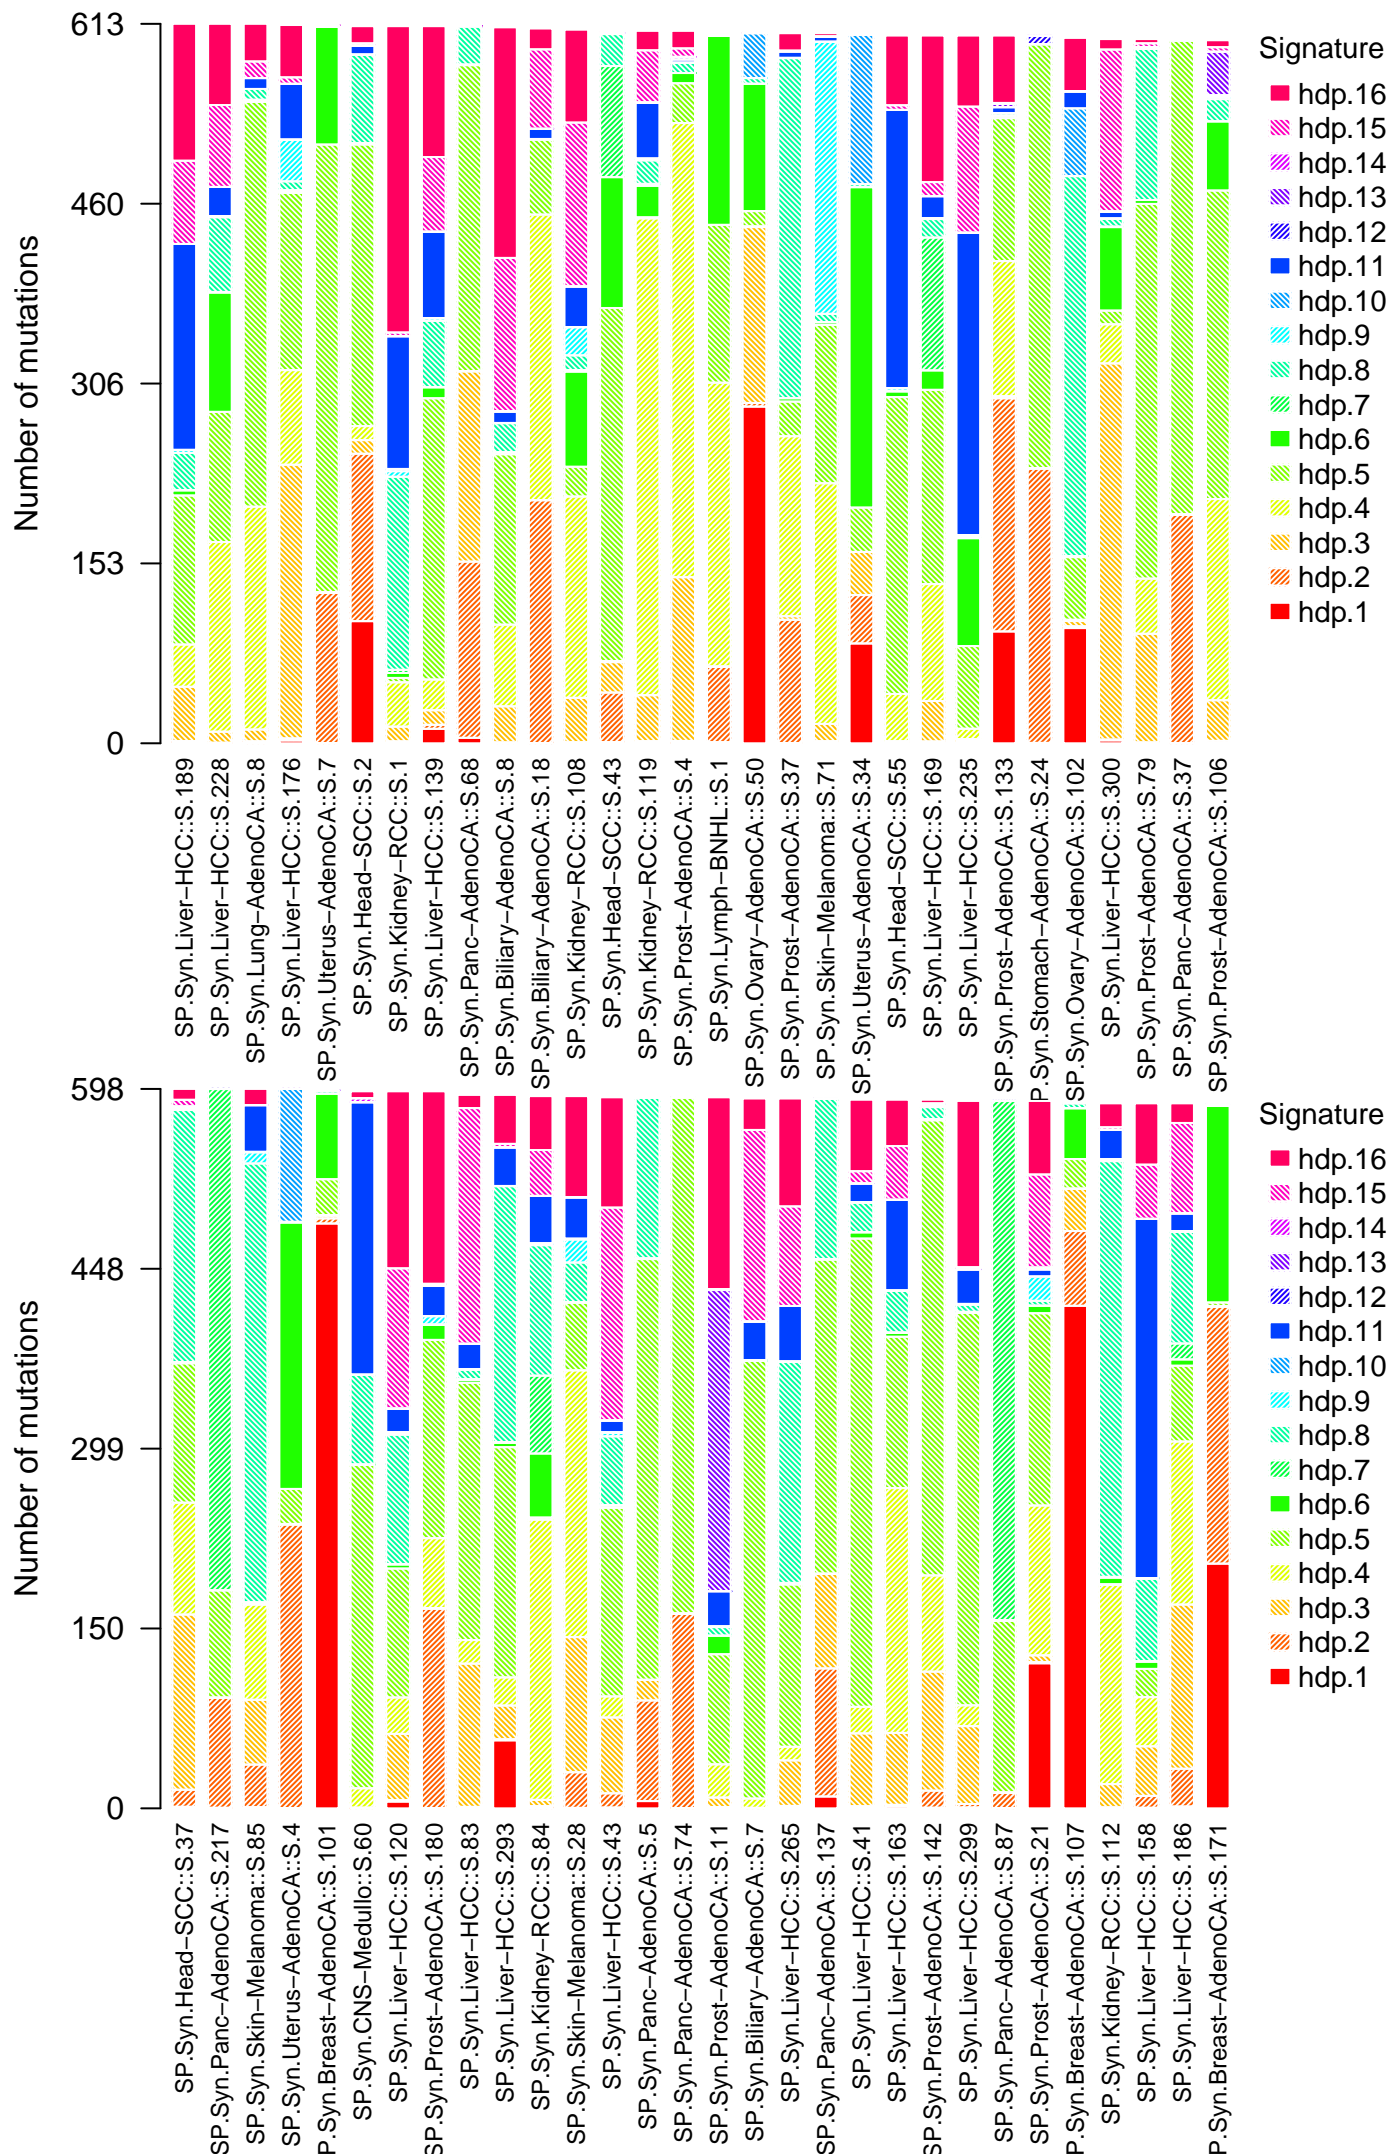 Number of mutations
613
460
306
153
0
Signature
hdp.16
hdp.15
hdp.14
hdp.13
hdp.12
hdp.11
hdp.10
hdp.9
hdp.8
hdp.7
hdp.6
hdp.5
hdp.4
hdp.3
hdp.2
hdp.1
SP.Syn.Liver−HCC::S.189
SP.Syn.Liver−HCC::S.228
SP.Syn.Lung−AdenoCA::S.8
SP.Syn.Liver−HCC::S.176
SP.Syn.Uterus−AdenoCA::S.7
SP.Syn.Head−SCC::S.2
SP.Syn.Kidney−RCC::S.1
SP.Syn.Liver−HCC::S.139
SP.Syn.Panc−AdenoCA::S.68
SP.Syn.Biliary−AdenoCA::S.8
SP.Syn.Biliary−AdenoCA::S.18
SP.Syn.Kidney−RCC::S.108
SP.Syn.Head−SCC::S.43
SP.Syn.Kidney−RCC::S.119
SP.Syn.Prost−AdenoCA::S.4
SP.Syn.Lymph−BNHL::S.1
SP.Syn.Ovary−AdenoCA::S.50
SP.Syn.Prost−AdenoCA::S.37
SP.Syn.Skin−Melanoma::S.71
SP.Syn.Uterus−AdenoCA::S.34
SP.Syn.Head−SCC::S.55
SP.Syn.Liver−HCC::S.169
SP.Syn.Liver−HCC::S.235
SP.Syn.Prost−AdenoCA::S.133
P.Syn.Stomach−AdenoCA::S.24
SP.Syn.Ovary−AdenoCA::S.102
SP.Syn.Liver−HCC::S.300
SP.Syn.Prost−AdenoCA::S.79
SP.Syn.Panc−AdenoCA::S.37
SP.Syn.Prost−AdenoCA::S.106
Number of mutations
598
448
299
150
0
Signature
hdp.16
hdp.15
hdp.14
hdp.13
hdp.12
hdp.11
hdp.10
hdp.9
hdp.8
hdp.7
hdp.6
hdp.5
hdp.4
hdp.3
hdp.2
hdp.1
SP.Syn.Head−SCC::S.37
SP.Syn.Panc−AdenoCA::S.217
SP.Syn.Skin−Melanoma::S.85
SP.Syn.Uterus−AdenoCA::S.4
P.Syn.Breast−AdenoCA::S.101
SP.Syn.CNS−Medullo::S.60
SP.Syn.Liver−HCC::S.120
SP.Syn.Prost−AdenoCA::S.180
SP.Syn.Liver−HCC::S.83
SP.Syn.Liver−HCC::S.293
SP.Syn.Kidney−RCC::S.84
SP.Syn.Skin−Melanoma::S.28
SP.Syn.Liver−HCC::S.43
SP.Syn.Panc−AdenoCA::S.5
SP.Syn.Panc−AdenoCA::S.74
SP.Syn.Prost−AdenoCA::S.11
SP.Syn.Biliary−AdenoCA::S.7
SP.Syn.Liver−HCC::S.265
SP.Syn.Panc−AdenoCA::S.137
SP.Syn.Liver−HCC::S.41
SP.Syn.Liver−HCC::S.163
SP.Syn.Prost−AdenoCA::S.142
SP.Syn.Liver−HCC::S.299
SP.Syn.Panc−AdenoCA::S.87
SP.Syn.Prost−AdenoCA::S.21
P.Syn.Breast−AdenoCA::S.107
SP.Syn.Kidney−RCC::S.112
SP.Syn.Liver−HCC::S.158
SP.Syn.Liver−HCC::S.186
P.Syn.Breast−AdenoCA::S.171